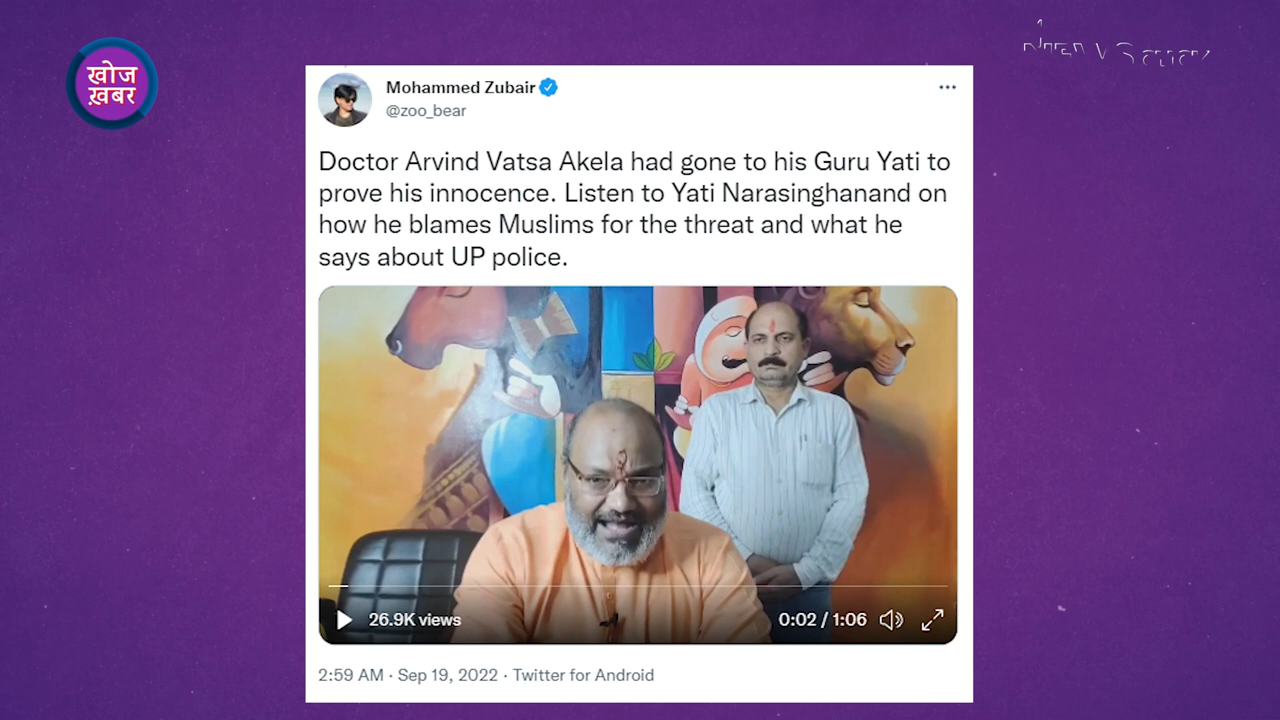 खोज
ख़बर
Mohammed Zubair
@zoo_bear
Doctor Arvind Vatsa Akela had gone to his Guru Yati to
prove his innocence. Listen to Yati Narasinghanand on
how he blames Muslims for the threat and what he
says about UP police.
26.9K views
0:02 / 1:06
2:59 AM · Sep 19, 2022 · Twitter for Android